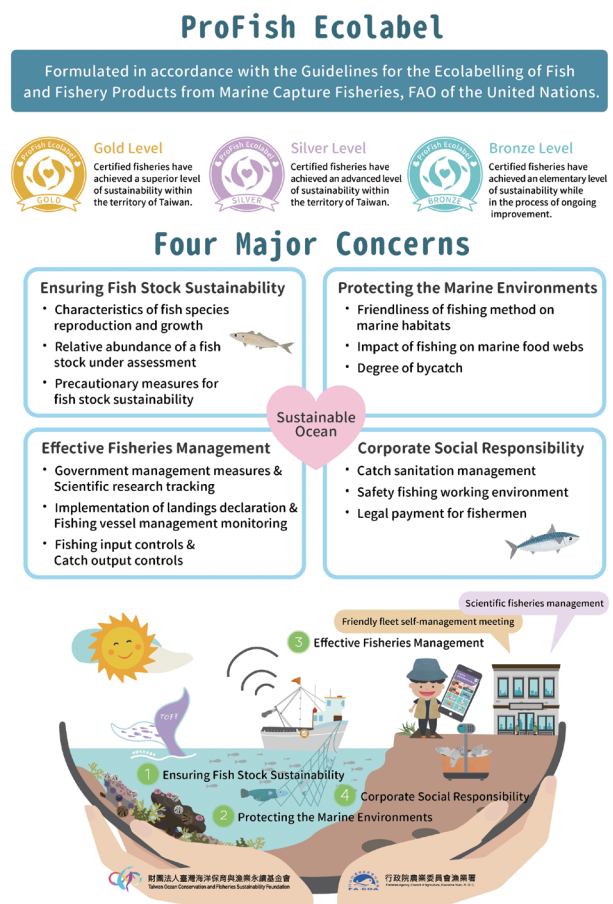 ProFish Ecolabel
Formulated in accordance with the Guidelines for the Ecolabelling of Fish
and Fishery Products from Marine Capture Fisheries, FAO of the United Nations.
ProFish Ecolabel
GOLD
Gold Level
Certified fisheries have
achieved a superior level
of sustainability within
the territory of Taiwan.
ProFish Ecolabel
SILVER
Silver Level
Certified fisheries have
achieved an advanced level
of sustainability within
the territory of Taiwan.
ProFish Ecolabel
BRONZE
Bronze Level
Certified fisheries have
achieved an elementary level
of sustainability while
in the process of ongoing
improvement.
Four Major Concerns
Ensuring Fish Stock Sustainability
• Characteristics of fish species
reproduction and growth
• Relative abundance of a fish
stock under assessment
• Precautionary measures for
fish stock sustainability
Protecting the Marine Environments
• Friendliness of fishing method on
marine habitats
• Impact of fishing on marine food webs
• Degree of bycatch
Sustainable
Ocean
Effective Fisheries Management
• Government management measures &
Scientific research tracking
• Implementation of landings declaration &
Fishing vessel management monitoring
• Fishing input controls &
Catch output controls
Corporate Social Responsibility
• Catch sanitation management
• Safety fishing working environment
• Legal payment for fishermen
Scientific fisheries management
Friendly fleet self-management meeting
3 Effective Fisheries Management
TOFF
1 Ensuring Fish Stock Sustainability
4 Corporate Social Responsibility
2 Protecting the Marine Environments
財團法人臺灣海洋保育與漁業永續基金會
Taiwan Ocean Conservation and Fisheries Sustainability Foundation
FA-COA
行政院農業委員會漁業署